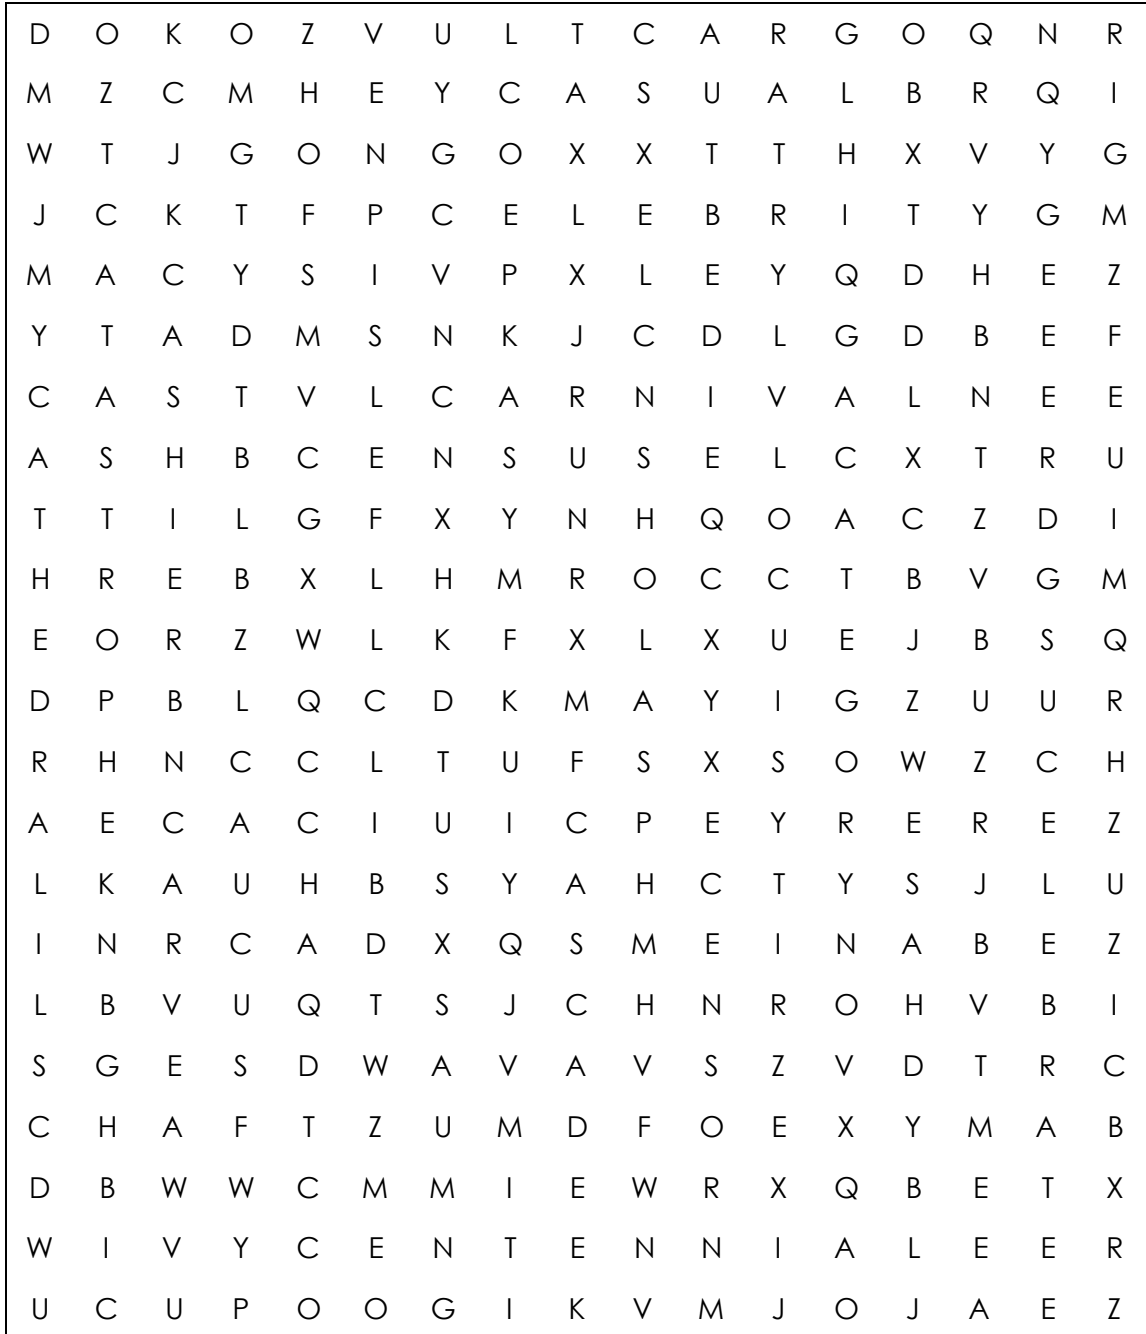 D O K O Z V U L T C A R G O Q N R
M Z C M H E Y C A S U A L B R Q I
W T J G O N G O X X T T H X V Y G
J C K T F P C E L E B R I T Y G M
M A C Y S I V P X L E Y Q D H E Z
Y T A D M S N K J C D L G D B E F
C A S T V L C A R N I V A L N E E
A S H B C E N S U S E L C X T R U
T T I L G F X Y N H Q O A C Z D I
H R E B X L H M R O C C T B V G M
E O R Z W L K F X L X U E J B S Q
D P B L Q C D K M A Y I G Z U U R
R H N C C L T U F S X S O W Z C H
A E C A C I U I C P E Y R E R E Z
L K A U H B S Y A H C T Y S J L U
I N R C A D X Q S M E I N A B E Z
L B V U Q T S J C H N R O H V B I
S G E S D W A V A V S Z V D T R C
C H A F T Z U M D F O E X Y M A B
D B W W C M M I E W R X Q B E T X
W I V Y C E N T E N N I A L E E R
U C U P O O G I K V M J O J A E Z